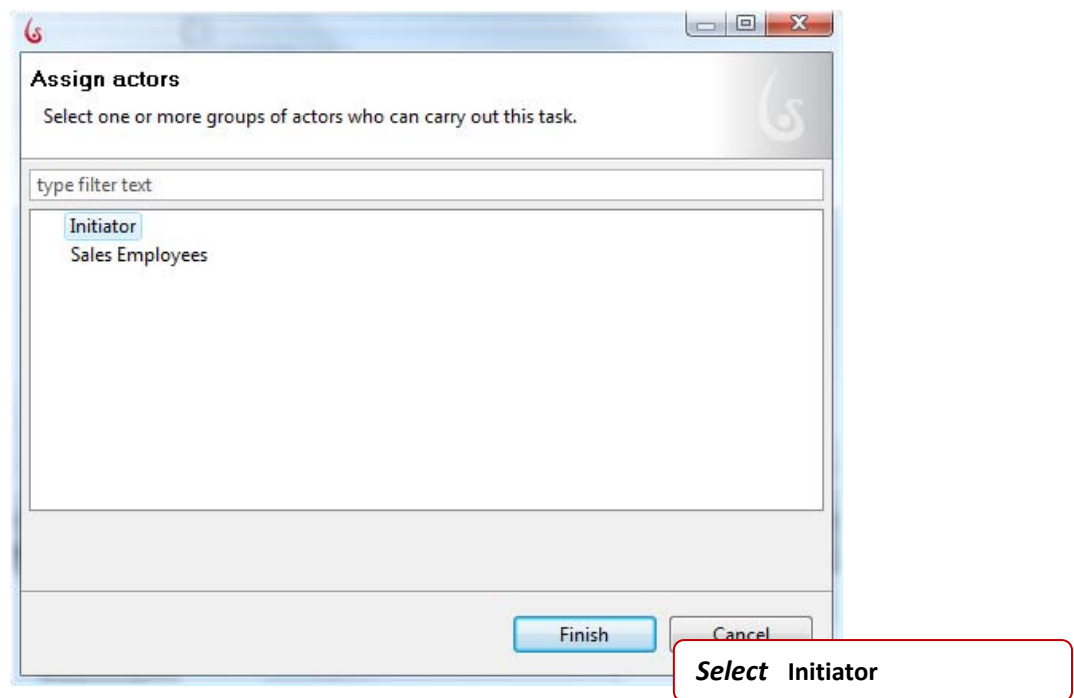 Assign actors
Select one or more groups of actors who can carry out this task.
type filter text
Initiator
Sales Employees
Finish
Cancel
Select Initiator